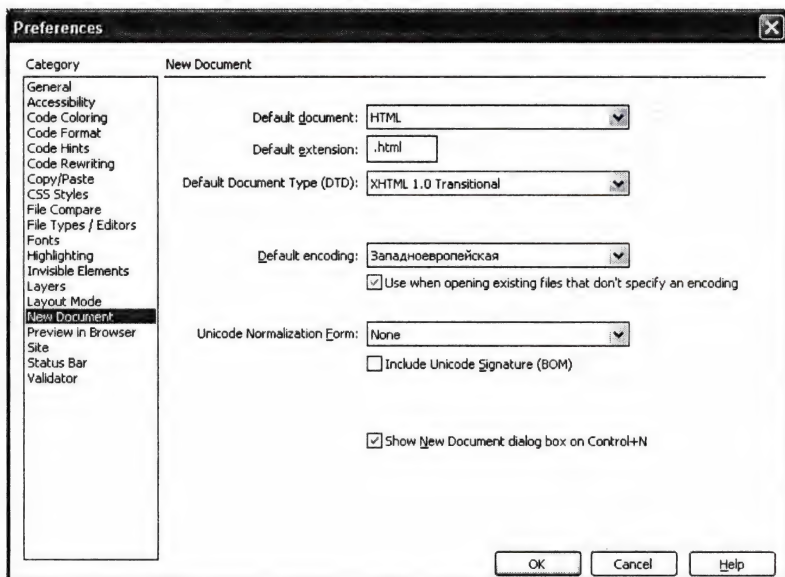 Preferences
Category
General
Accessibility
Code Coloring
Code Format
Code Hints
Code Rewriting
Copy/Paste
CSS Styles
File Compare
File Types / Editors
Fonts
Highlighting
Invisible Elements
Layers
Layout Mode
New Document
Preview in Browser
Site
Status Bar
Validator
New Document
Default document: HTML
Default extension: .html
Default Document Type (DTD): XHTML 1.0 Transitional
Default encoding: Западноевропейская
Use when opening existing files that don't specify an encoding
Unicode Normalization Form: None
Include Unicode Signature (BOM)
Show New Document dialog box on Control+N
OK Cancel Help